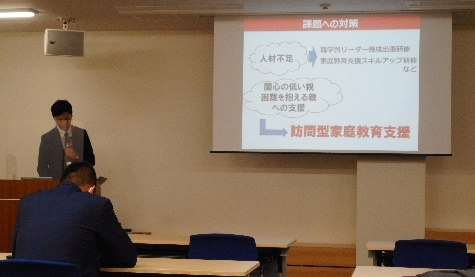 課題への対策
人材不足
親学習リーダー養成出張研修
家庭教育支援スキルアップ研修
など
関心の低い親
困難を抱える親
への支援
訪問型家庭教育支援